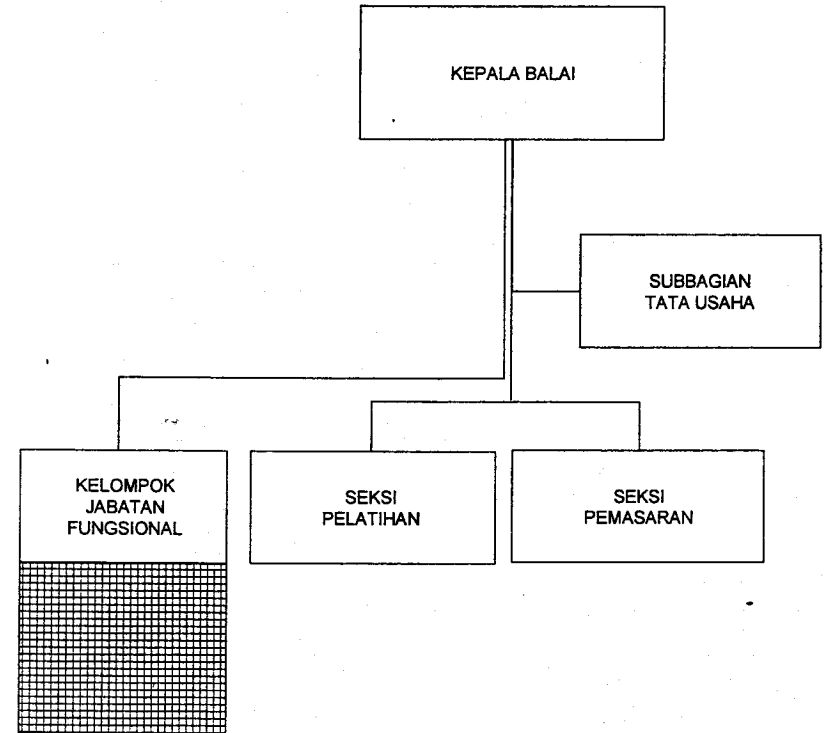 KEPALA BALAI
SUBBAGIAN
TATA USAHA
KELOMPOK
JABATAN
FUNGSIONAL
SEKSI
PELATIHAN
SEKSI
PEMASARAN